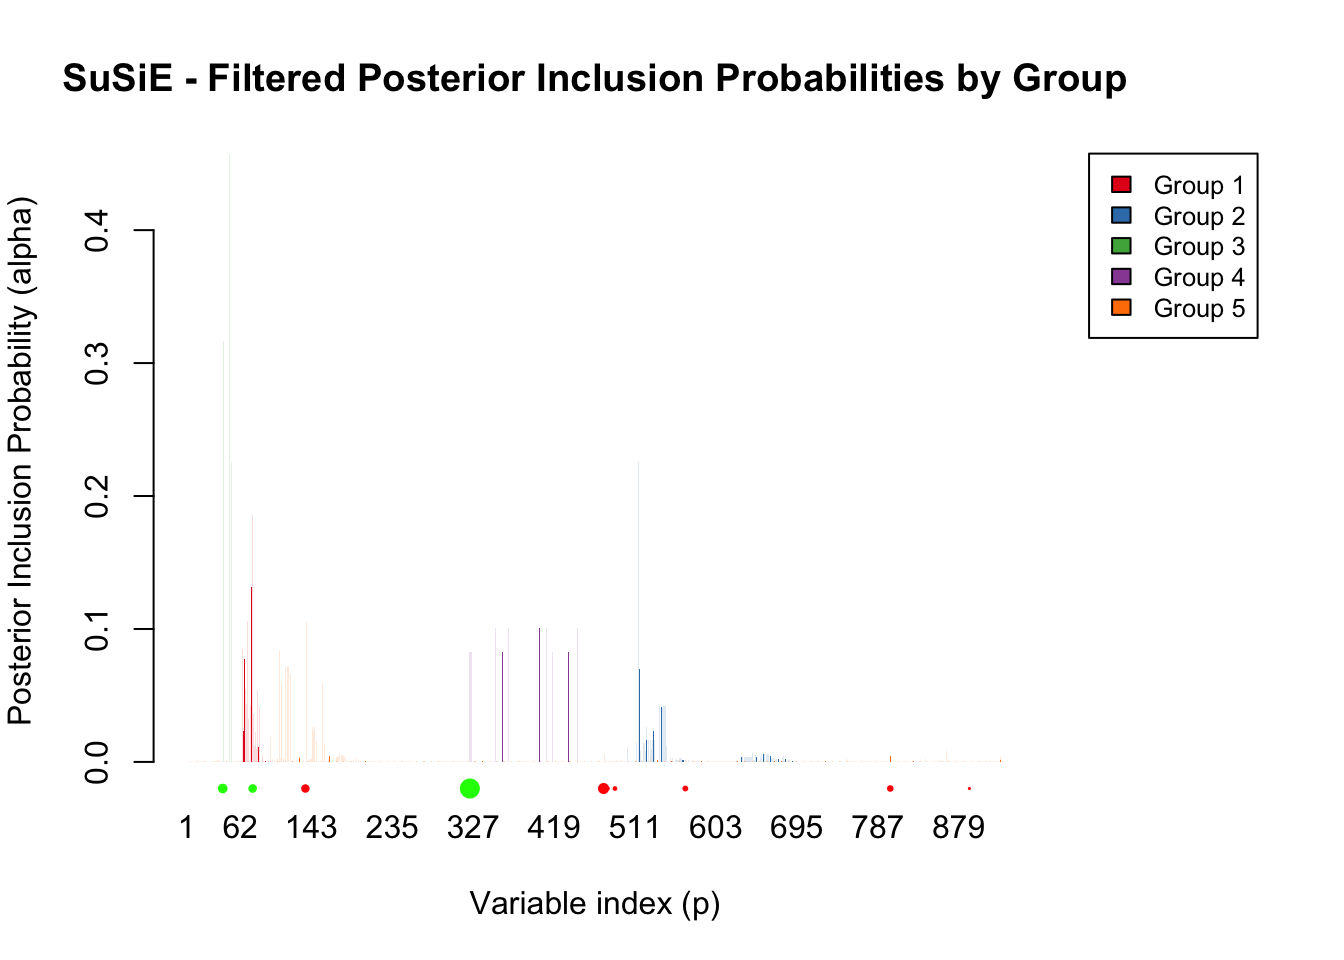 SuSiE - Filtered Posterior Inclusion Probabilities by Group
Group 1
Group 2
Group 3
Group 4
Group 5
Posterior Inclusion Probability (alpha)
0.4
0.3
0.2
0.1
0.0
1 62 143 235 327 419 511 603 695 787 879
Variable index (p)